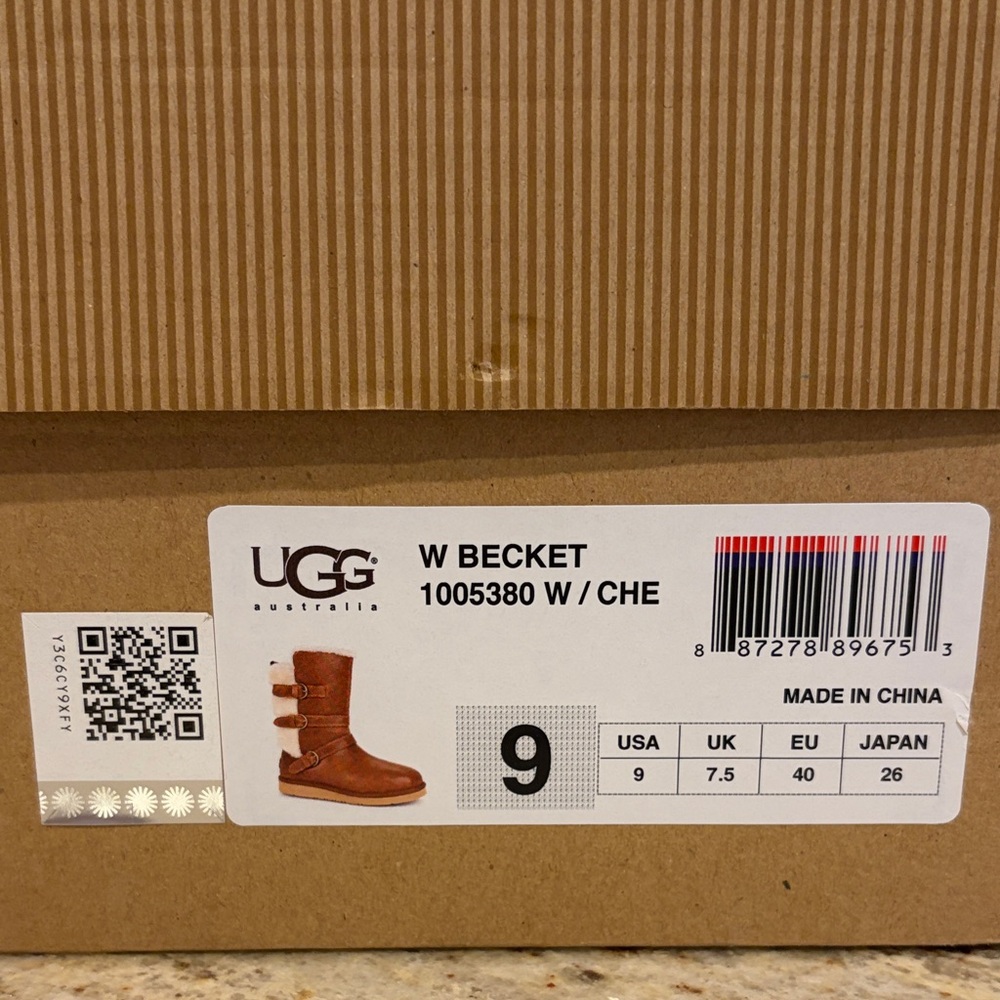 UGG®
australia
W BECKET
1005380 W / CHE
8 87278 89675 3
MADE IN CHINA
9
USA UK EU JAPAN
9 7.5 40 26
Y3C6CY9XFY